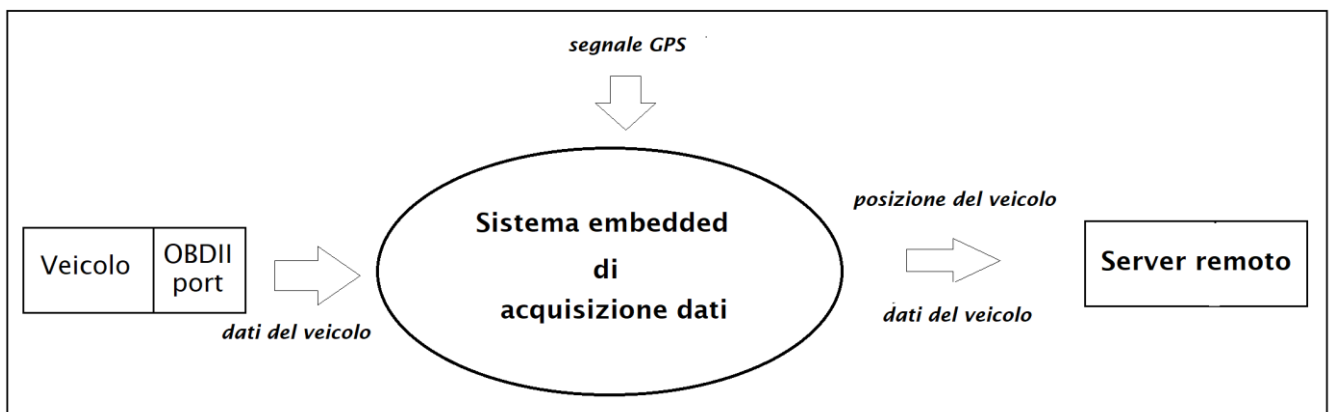 segnale GPS
Sistema embedded
di
acquisizione dati
Veicolo
OBDII
port
dati del veicolo
posizione del veicolo
dati del veicolo
Server remoto